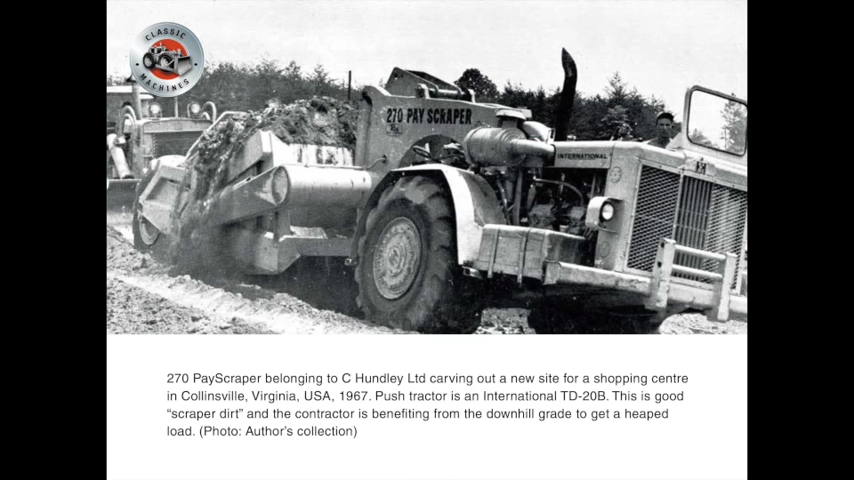 CLASSIC
MACHINES
270 PAY SCRAPER
INTERNATIONAL
270 PayScraper belonging to C Hundley Ltd carving out a new site for a shopping centre
in Collinsville, Virginia, USA, 1967. Push tractor is an International TD-20B. This is good
“scraper dirt” and the contractor is benefiting from the downhill grade to get a heaped
load. (Photo: Author’s collection)